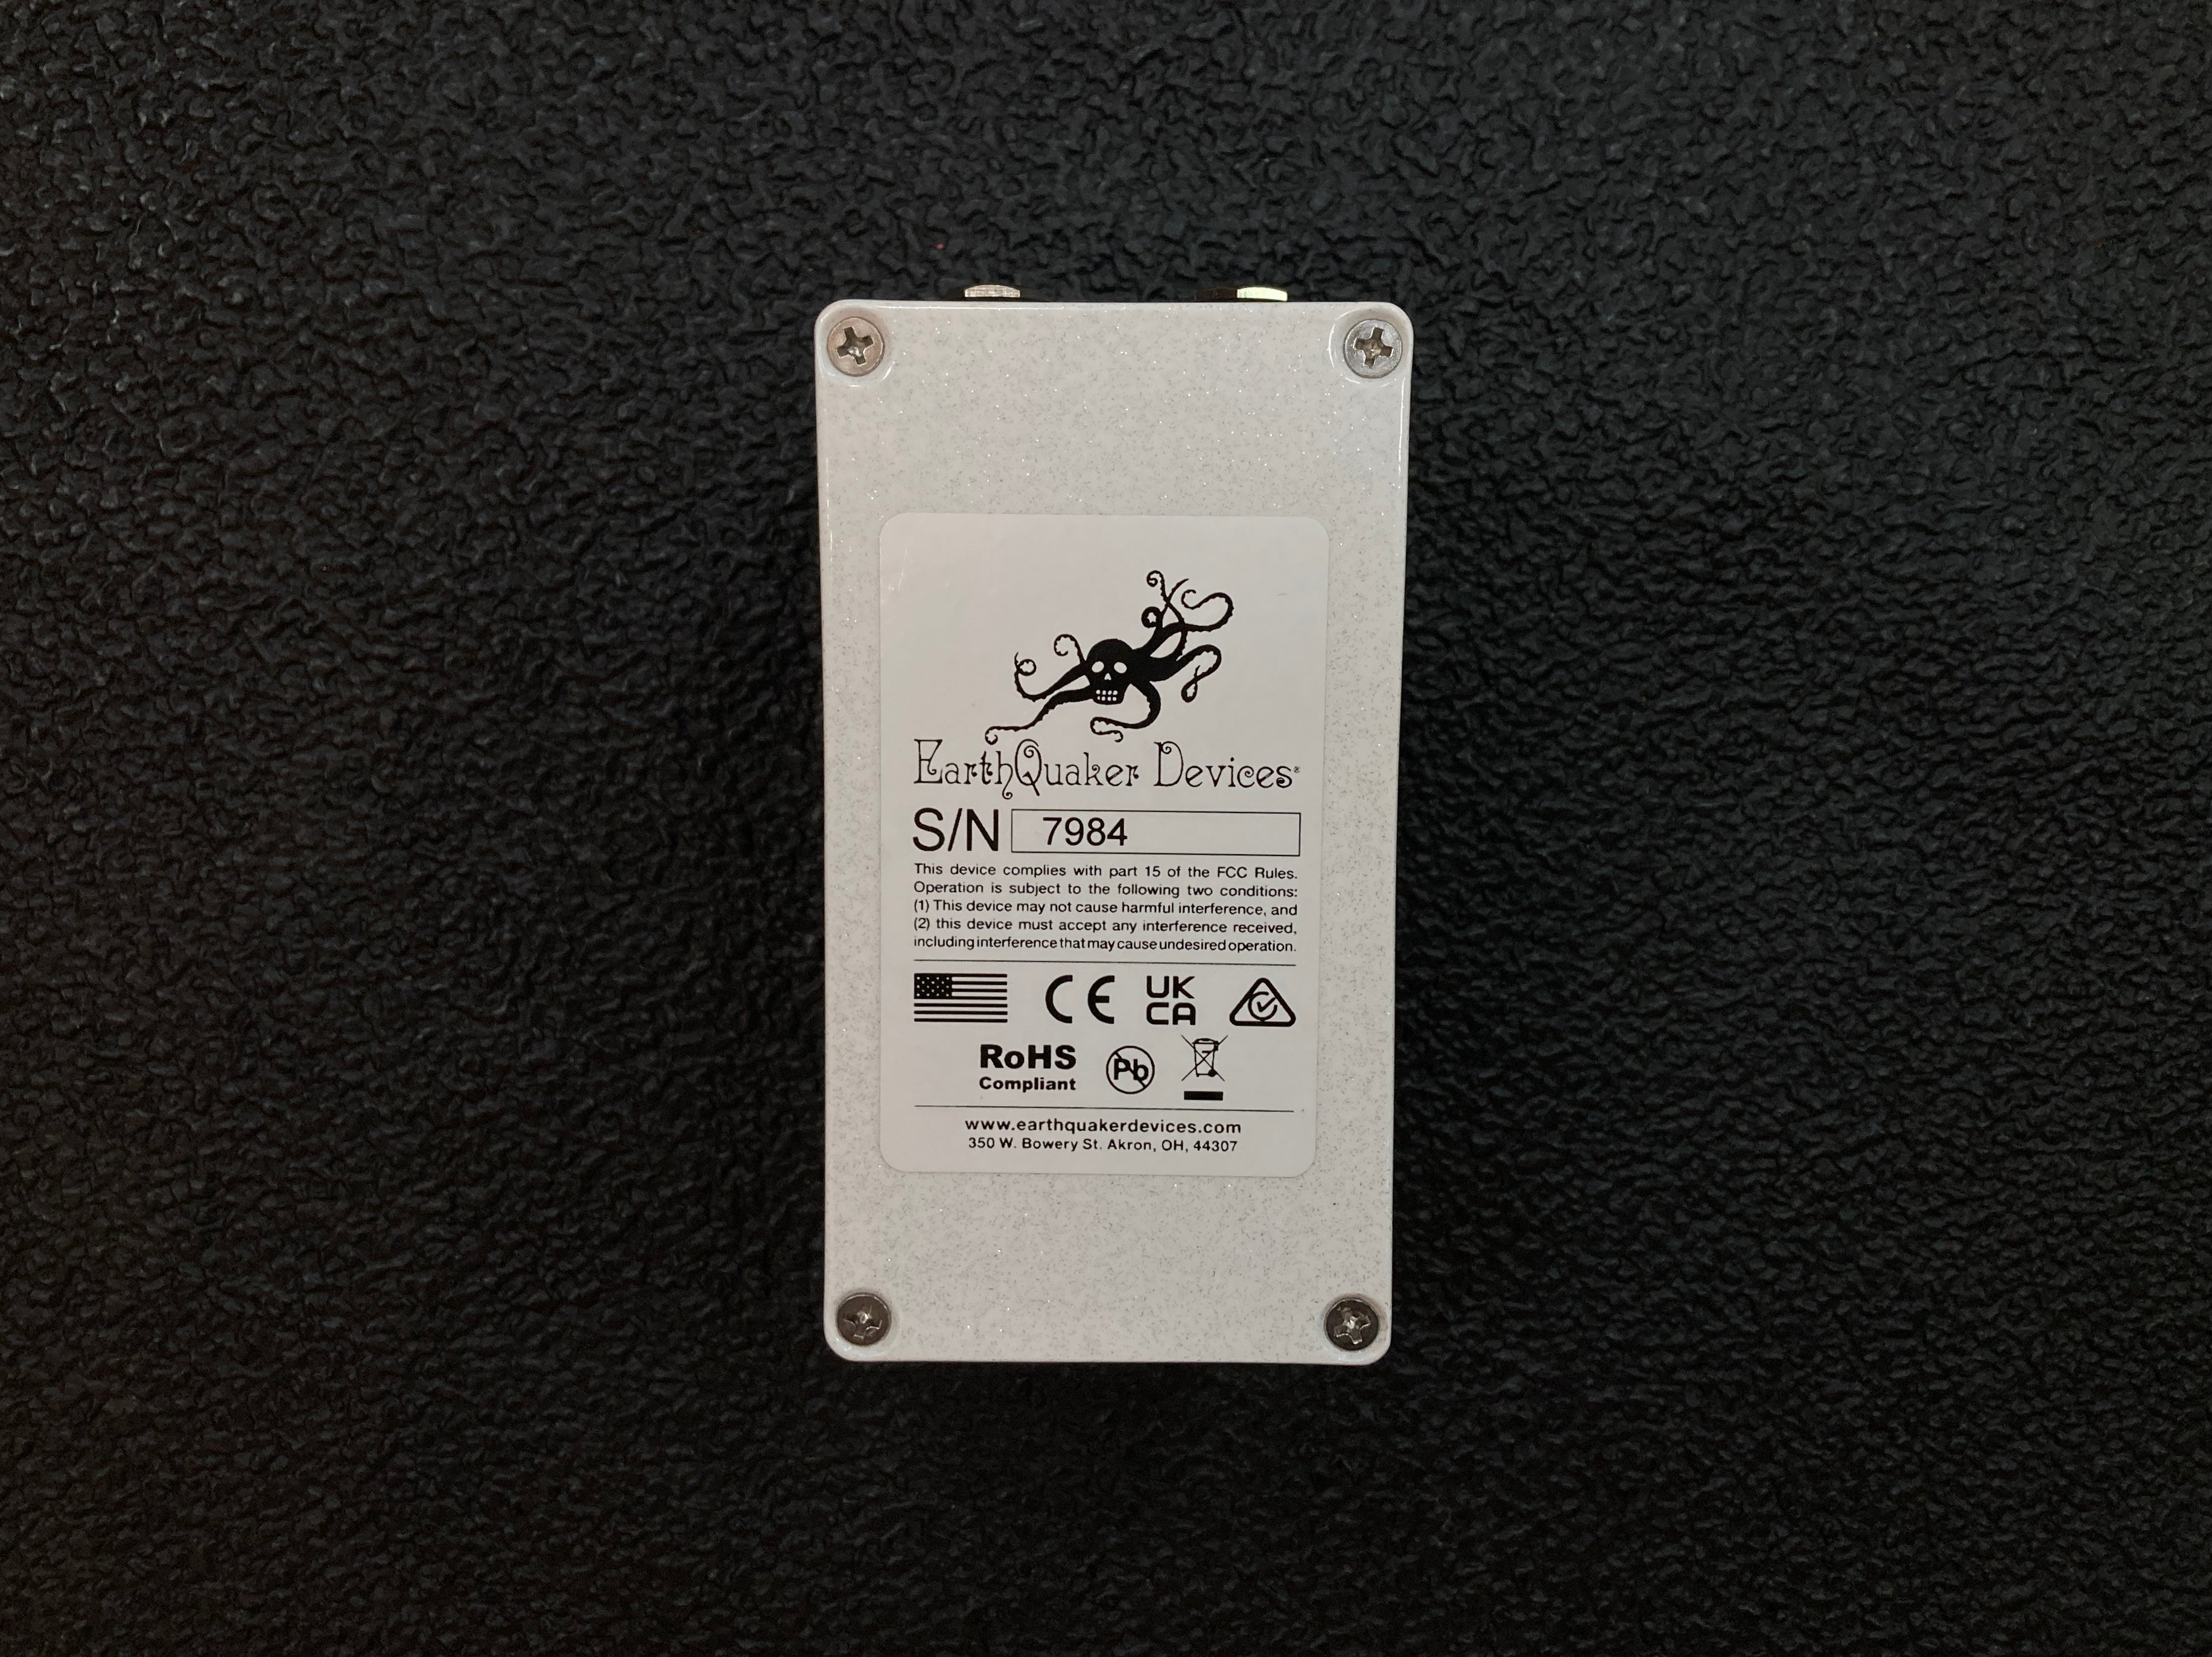 EarthQuaker Devices®
S/N 7984
This device complies with part 15 of the FCC Rules.
Operation is subject to the following two conditions:
(1) This device may not cause harmful interference, and
(2) this device must accept any interference received,
including interference that may cause undesired operation.
CE UK CA
RoHS
Compliant
Pb
www.earthquakerdevices.com
350 W. Bowery St. Akron, OH, 44307